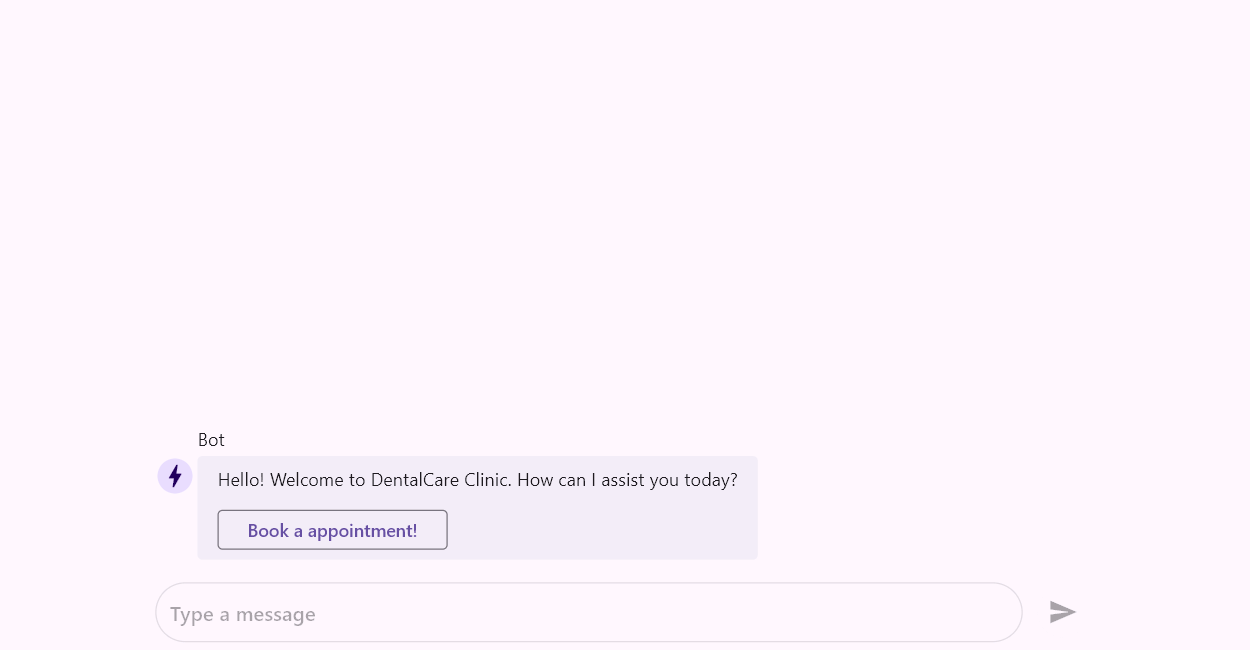 Bot
Hello! Welcome to DentalCare Clinic. How can I assist you today?
Book a appointment!
Type a message